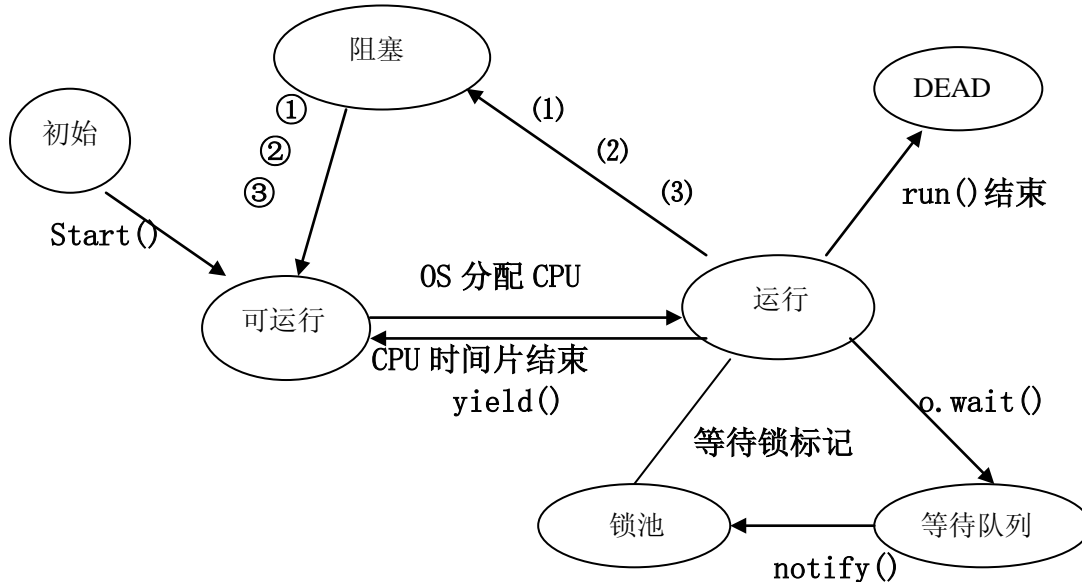 阻塞
DEAD
初始
①
②
③
(1)
(2)
(3)
run()结束
Start()
OS 分配 CPU
运行
可运行
CPU 时间片结束
yield()
o.wait()
等待锁标记
锁池
等待队列
notify()